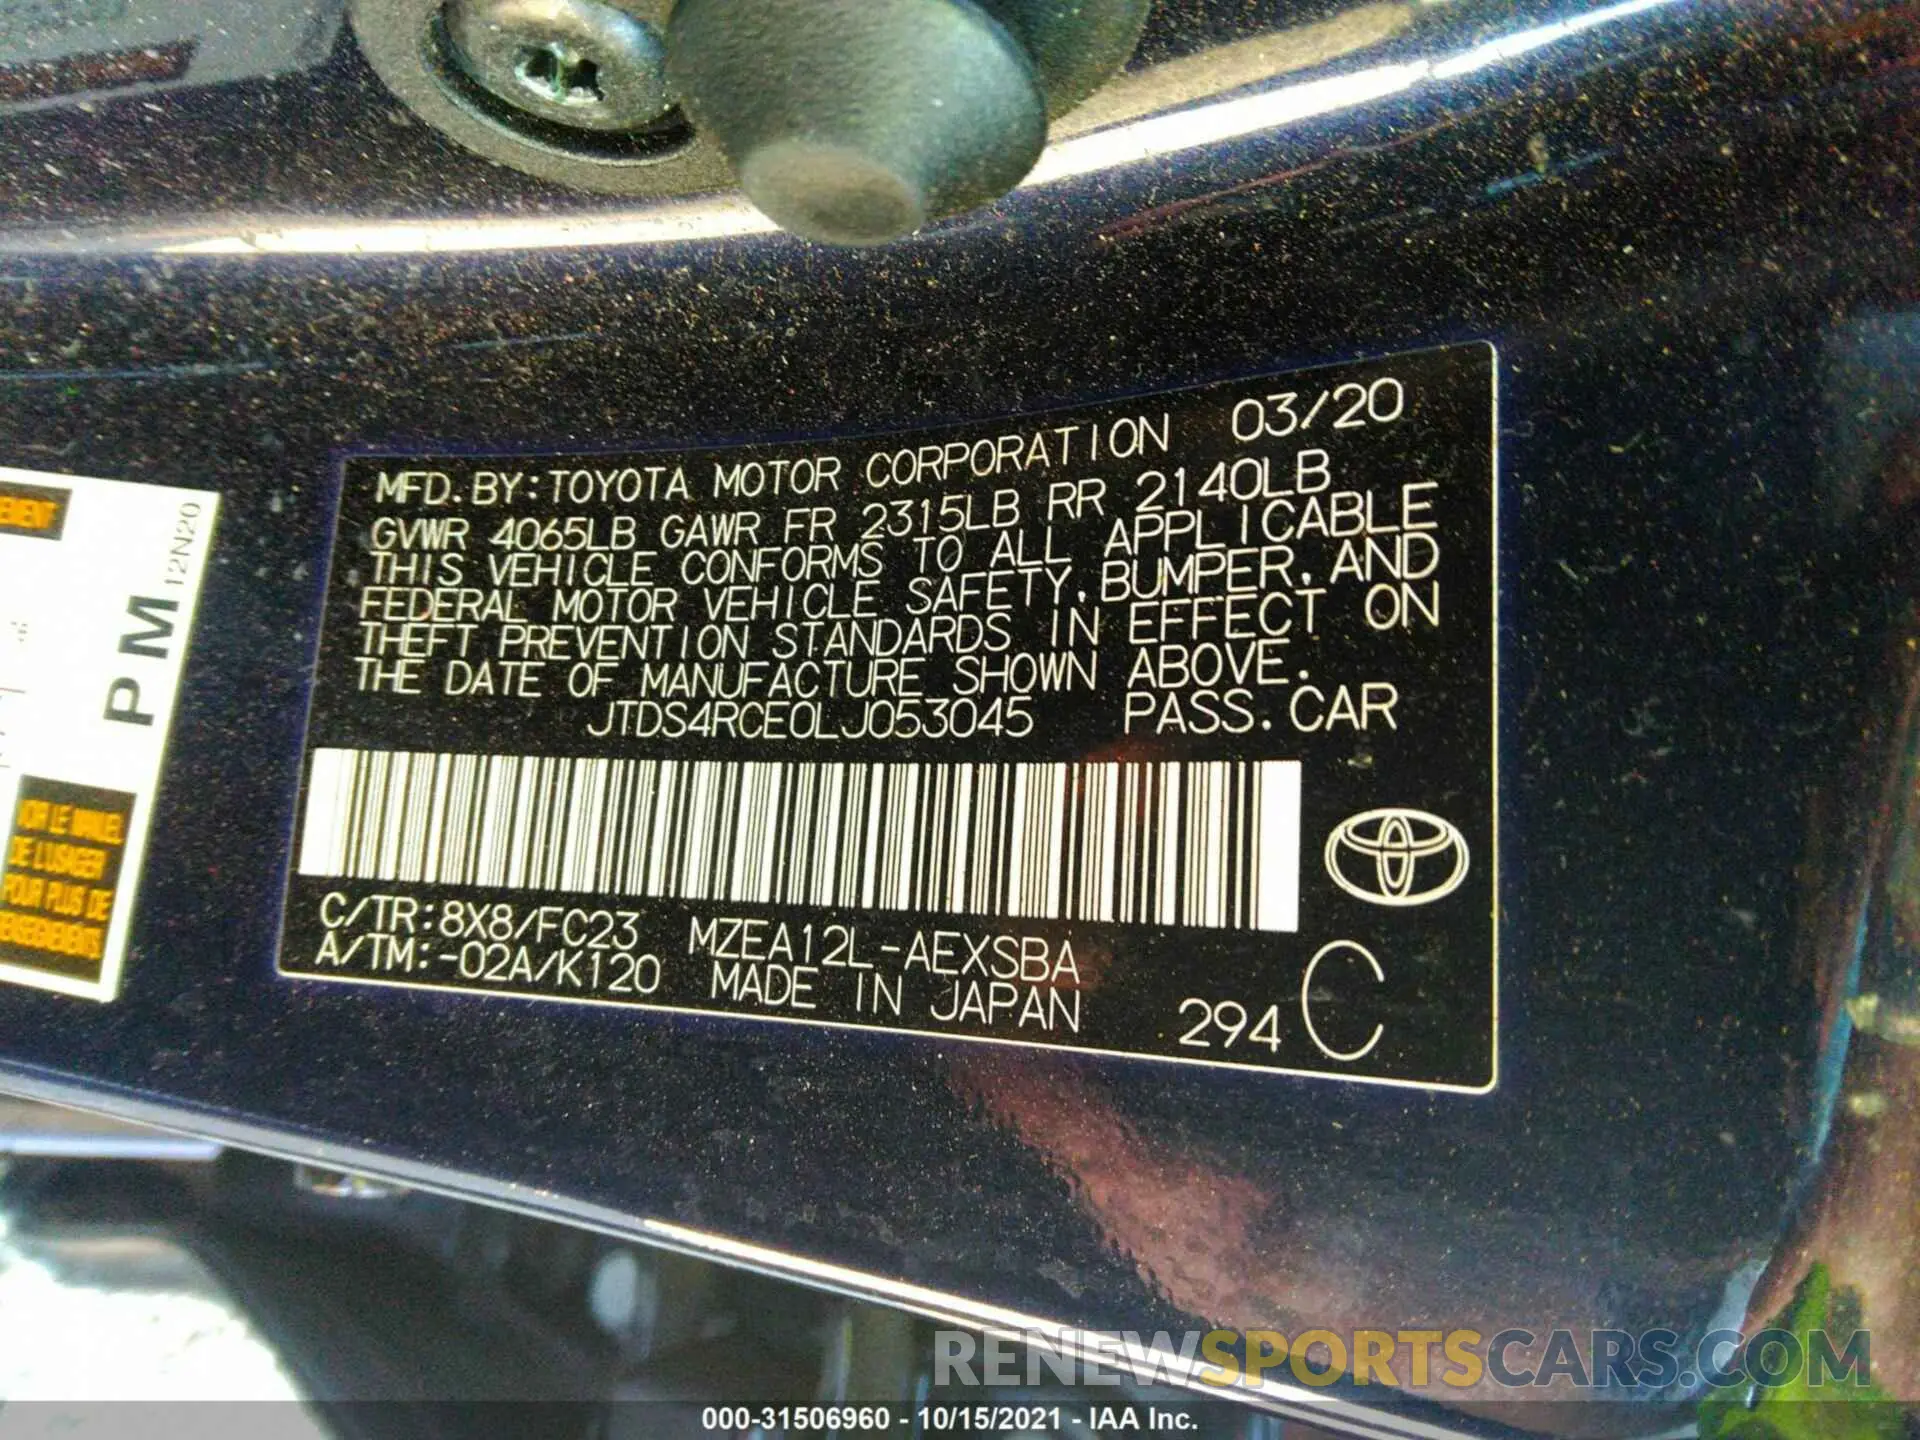 MFD. BY: TOYOTA MOTOR CORPORATION 03/20
GVWR 4065LB GAWR FR 2315LB RR 2140LB
THIS VEHICLE CONFORMS TO ALL APPLICABLE
FEDERAL MOTOR VEHICLE SAFETY, BUMPER, AND
THEFT PREVENTION STANDARDS IN EFFECT ON
THE DATE OF MANUFACTURE SHOWN ABOVE.
JTDS4RCE0LJ053045 PASS. CAR
C/TR:8X8/FC23 MZEA12L-AEXSBA
A/TM:-02A/K120 MADE IN JAPAN
294 C
PM 12N20
VOIR LE MANUEL
DE L'USAGER
POUR PLUS DE
RENEWSPORTSCARS.COM
000-31506960 - 10/15/2021 - IAA Inc.